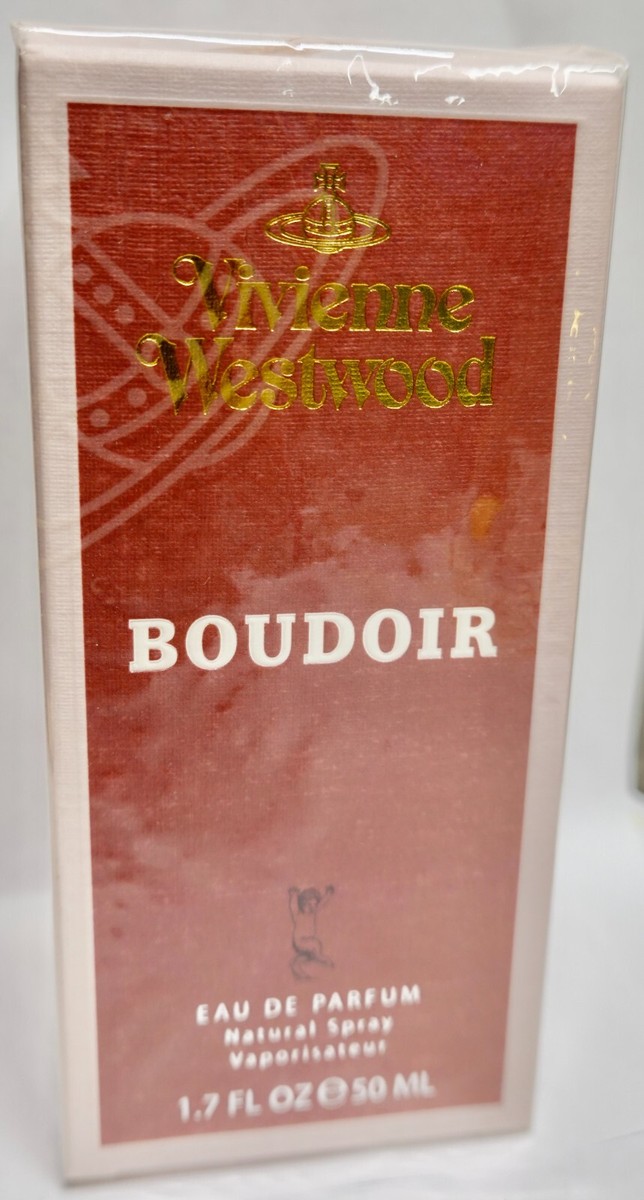 Vivienne
Westwood
BOUDOIR
EAU DE PARFUM
Natural Spray
Vaporisateur
1.7 FL OZ ℮ 50 ML